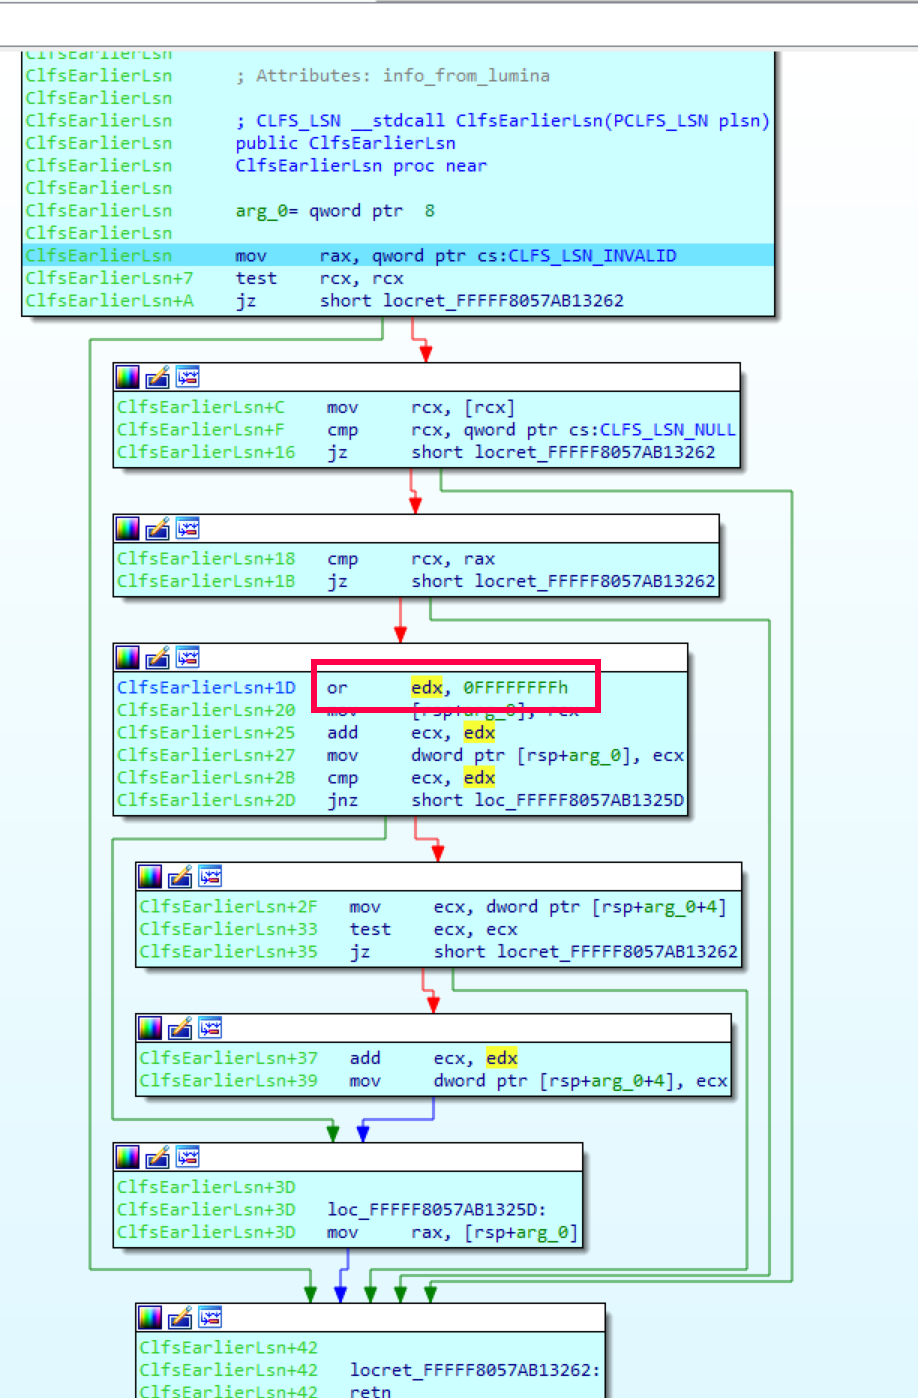 ClfsEarlierLsn
ClfsEarlierLsn ; Attributes: info_from_lumina
ClfsEarlierLsn
ClfsEarlierLsn ; CLFS_LSN __stdcall ClfsEarlierLsn(PCLFS_LSN plsn)
ClfsEarlierLsn public ClfsEarlierLsn
ClfsEarlierLsn ClfsEarlierLsn proc near
ClfsEarlierLsn
ClfsEarlierLsn arg_0= qword ptr 8
ClfsEarlierLsn
ClfsEarlierLsn mov rax, qword ptr cs:CLFS_LSN_INVALID
ClfsEarlierLsn+7 test rcx, rcx
ClfsEarlierLsn+A jz short locret_FFFFF8057AB13262
ClfsEarlierLsn+C mov rcx, [rcx]
ClfsEarlierLsn+F cmp rcx, qword ptr cs:CLFS_LSN_NULL
ClfsEarlierLsn+16 jz short locret_FFFFF8057AB13262
ClfsEarlierLsn+18 cmp rcx, rax
ClfsEarlierLsn+1B jz short locret_FFFFF8057AB13262
ClfsEarlierLsn+1D or edx, 0FFFFFFFFh
ClfsEarlierLsn+20 mov [rsp+arg_0], rcx
ClfsEarlierLsn+25 add ecx, edx
ClfsEarlierLsn+27 mov dword ptr [rsp+arg_0], ecx
ClfsEarlierLsn+2B cmp ecx, edx
ClfsEarlierLsn+2D jnz short loc_FFFFF8057AB1325D
ClfsEarlierLsn+2F mov ecx, dword ptr [rsp+arg_0+4]
ClfsEarlierLsn+33 test ecx, ecx
ClfsEarlierLsn+35 jz short locret_FFFFF8057AB13262
ClfsEarlierLsn+37 add ecx, edx
ClfsEarlierLsn+39 mov dword ptr [rsp+arg_0+4], ecx
ClfsEarlierLsn+3D
ClfsEarlierLsn+3D loc_FFFFF8057AB1325D:
ClfsEarlierLsn+3D mov rax, [rsp+arg_0]
ClfsEarlierLsn+42
ClfsEarlierLsn+42 locret_FFFFF8057AB13262:
ClfsEarlierLsn+42 retn